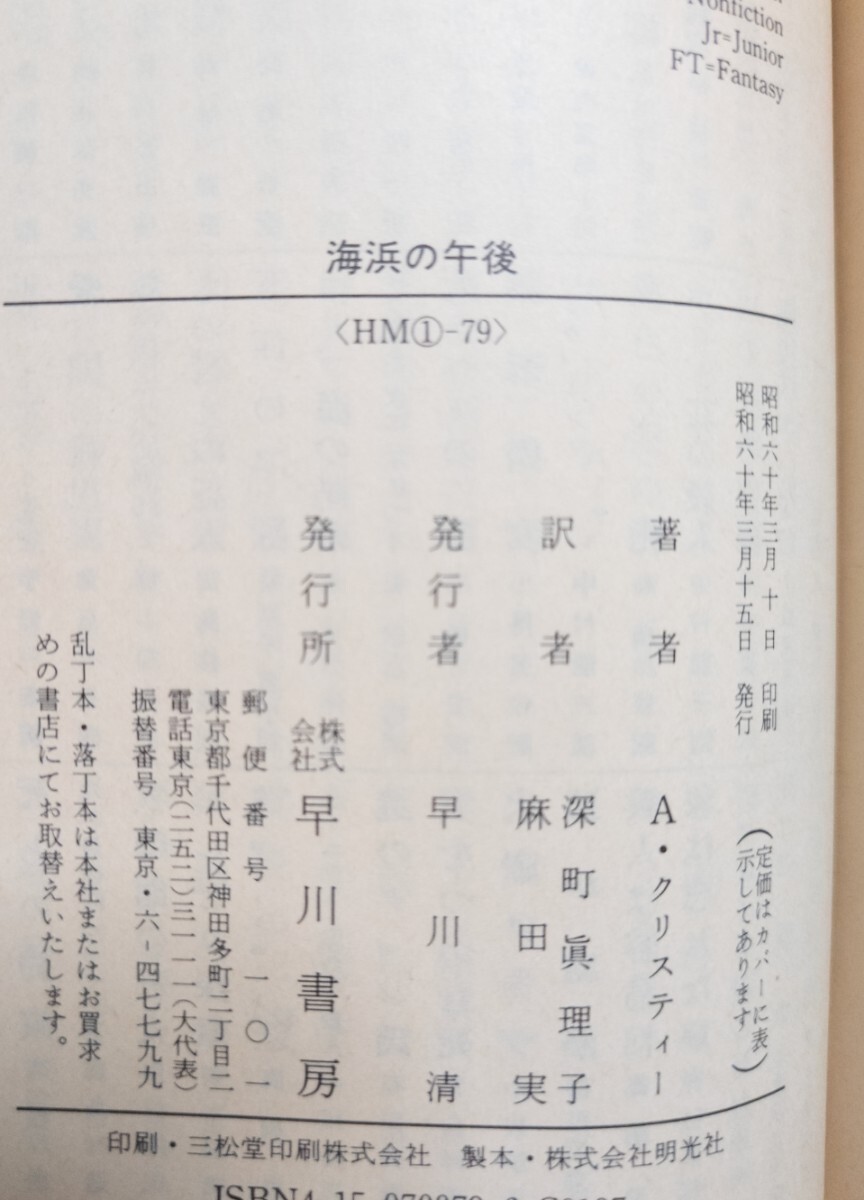 Nonfiction
Jr=Junior
FT=Fantasy
海浜の午後
〈HM①-79〉
昭和六十年三月十日 印刷
昭和六十年三月十五日 発行
(定価はカバーに表
示してあります)
著者 A・クリスティー
訳者 深町眞理子
麻田実
発行者 早川清
発行所 株式会社 早川書房
郵便番号 一〇一
東京都千代田区神田多町二丁目二
電話東京(二五二)三一一一(大代表)
振替番号 東京・六-四七七九九
乱丁本・落丁本は本社またはお買求
めの書店にてお取替えいたします。
印刷・三松堂印刷株式会社 製本・株式会社明光社